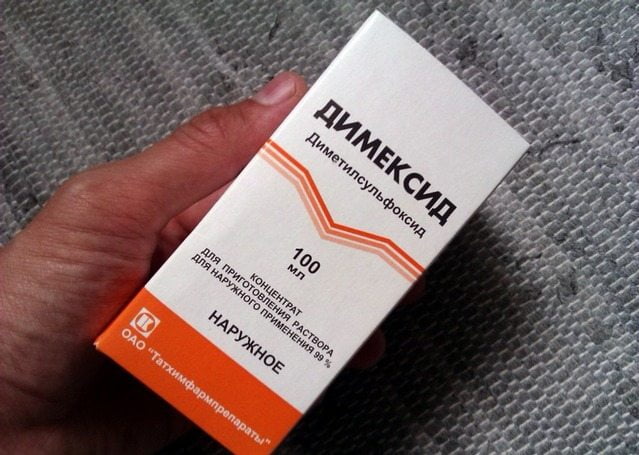 ДИМЕКСИД
Диметилсульфоксид
100
МЛ
КОНЦЕНТРАТ
ДЛЯ ПРИГОТОВЛЕНИЯ РАСТВОРА
ДЛЯ НАРУЖНОГО ПРИМЕНЕНИЯ 99 %
НАРУЖНОЕ
ОАО "Татхимфармпрепараты"